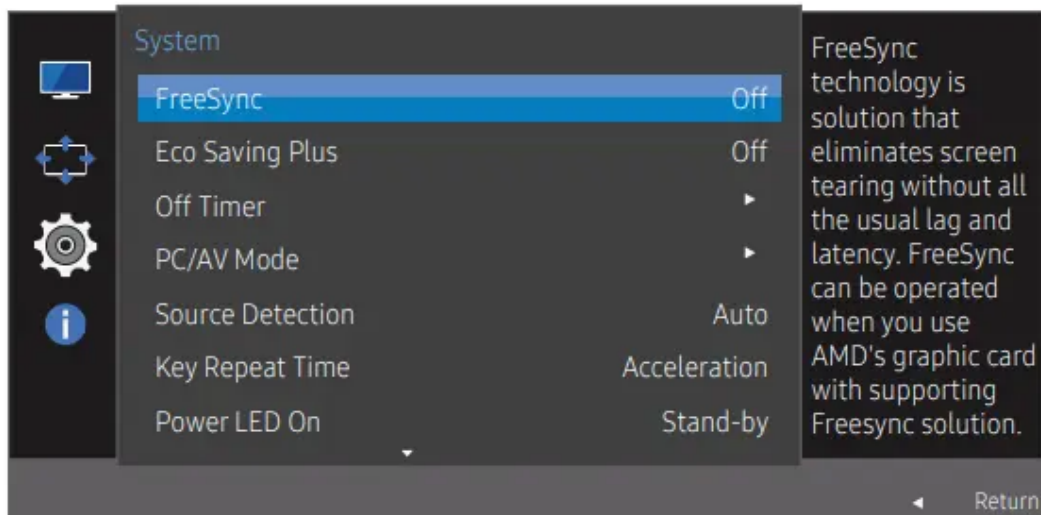 System
FreeSync Off
Eco Saving Plus Off
Off Timer
PC/AV Mode
Source Detection Auto
Key Repeat Time Acceleration
Power LED On Stand-by
FreeSync
technology is
solution that
eliminates screen
tearing without all
the usual lag and
latency. FreeSync
can be operated
when you use
AMD's graphic card
with supporting
Freesync solution.
Return